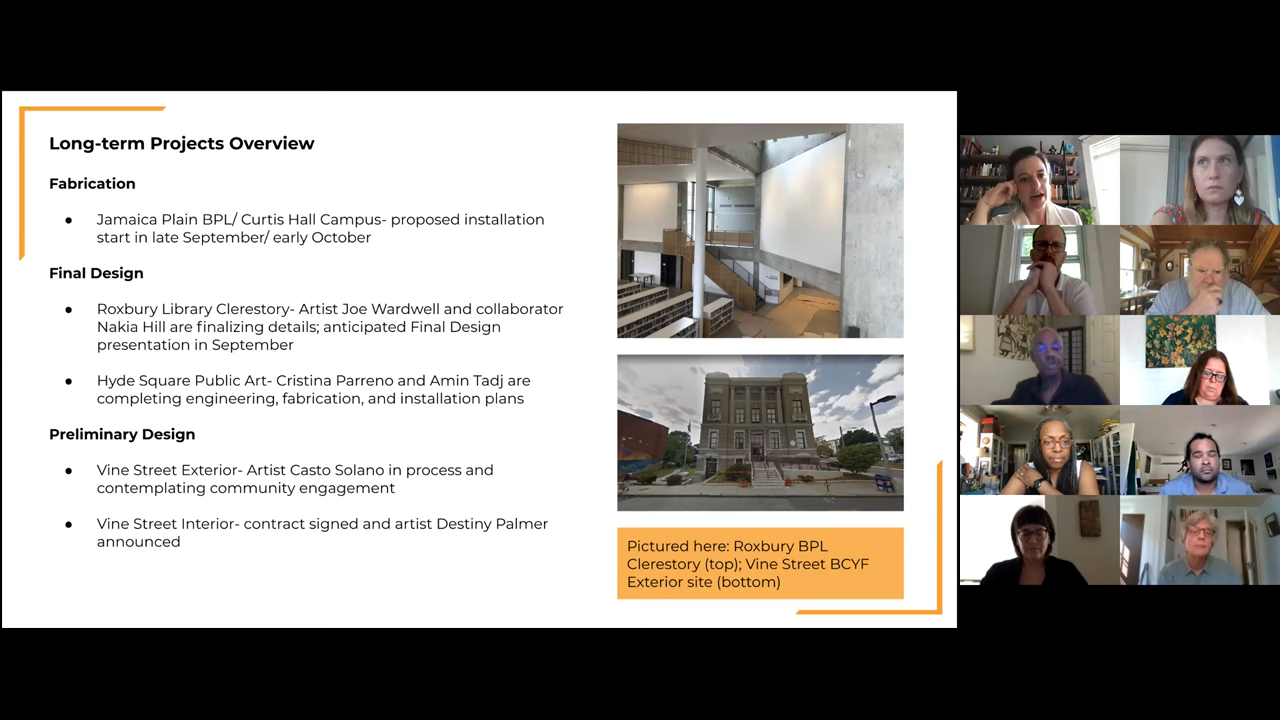 Long-term Projects Overview
Fabrication
● Jamaica Plain BPL/ Curtis Hall Campus- proposed installation
start in late September/ early October
Final Design
● Roxbury Library Clerestory- Artist Joe Wardwell and collaborator
Nakia Hill are finalizing details; anticipated Final Design
presentation in September
● Hyde Square Public Art- Cristina Parreno and Amin Tadj are
completing engineering, fabrication, and installation plans
Preliminary Design
● Vine Street Exterior- Artist Casto Solano in process and
contemplating community engagement
● Vine Street Interior- contract signed and artist Destiny Palmer
announced
Pictured here: Roxbury BPL
Clerestory (top); Vine Street BCYF
Exterior site (bottom)